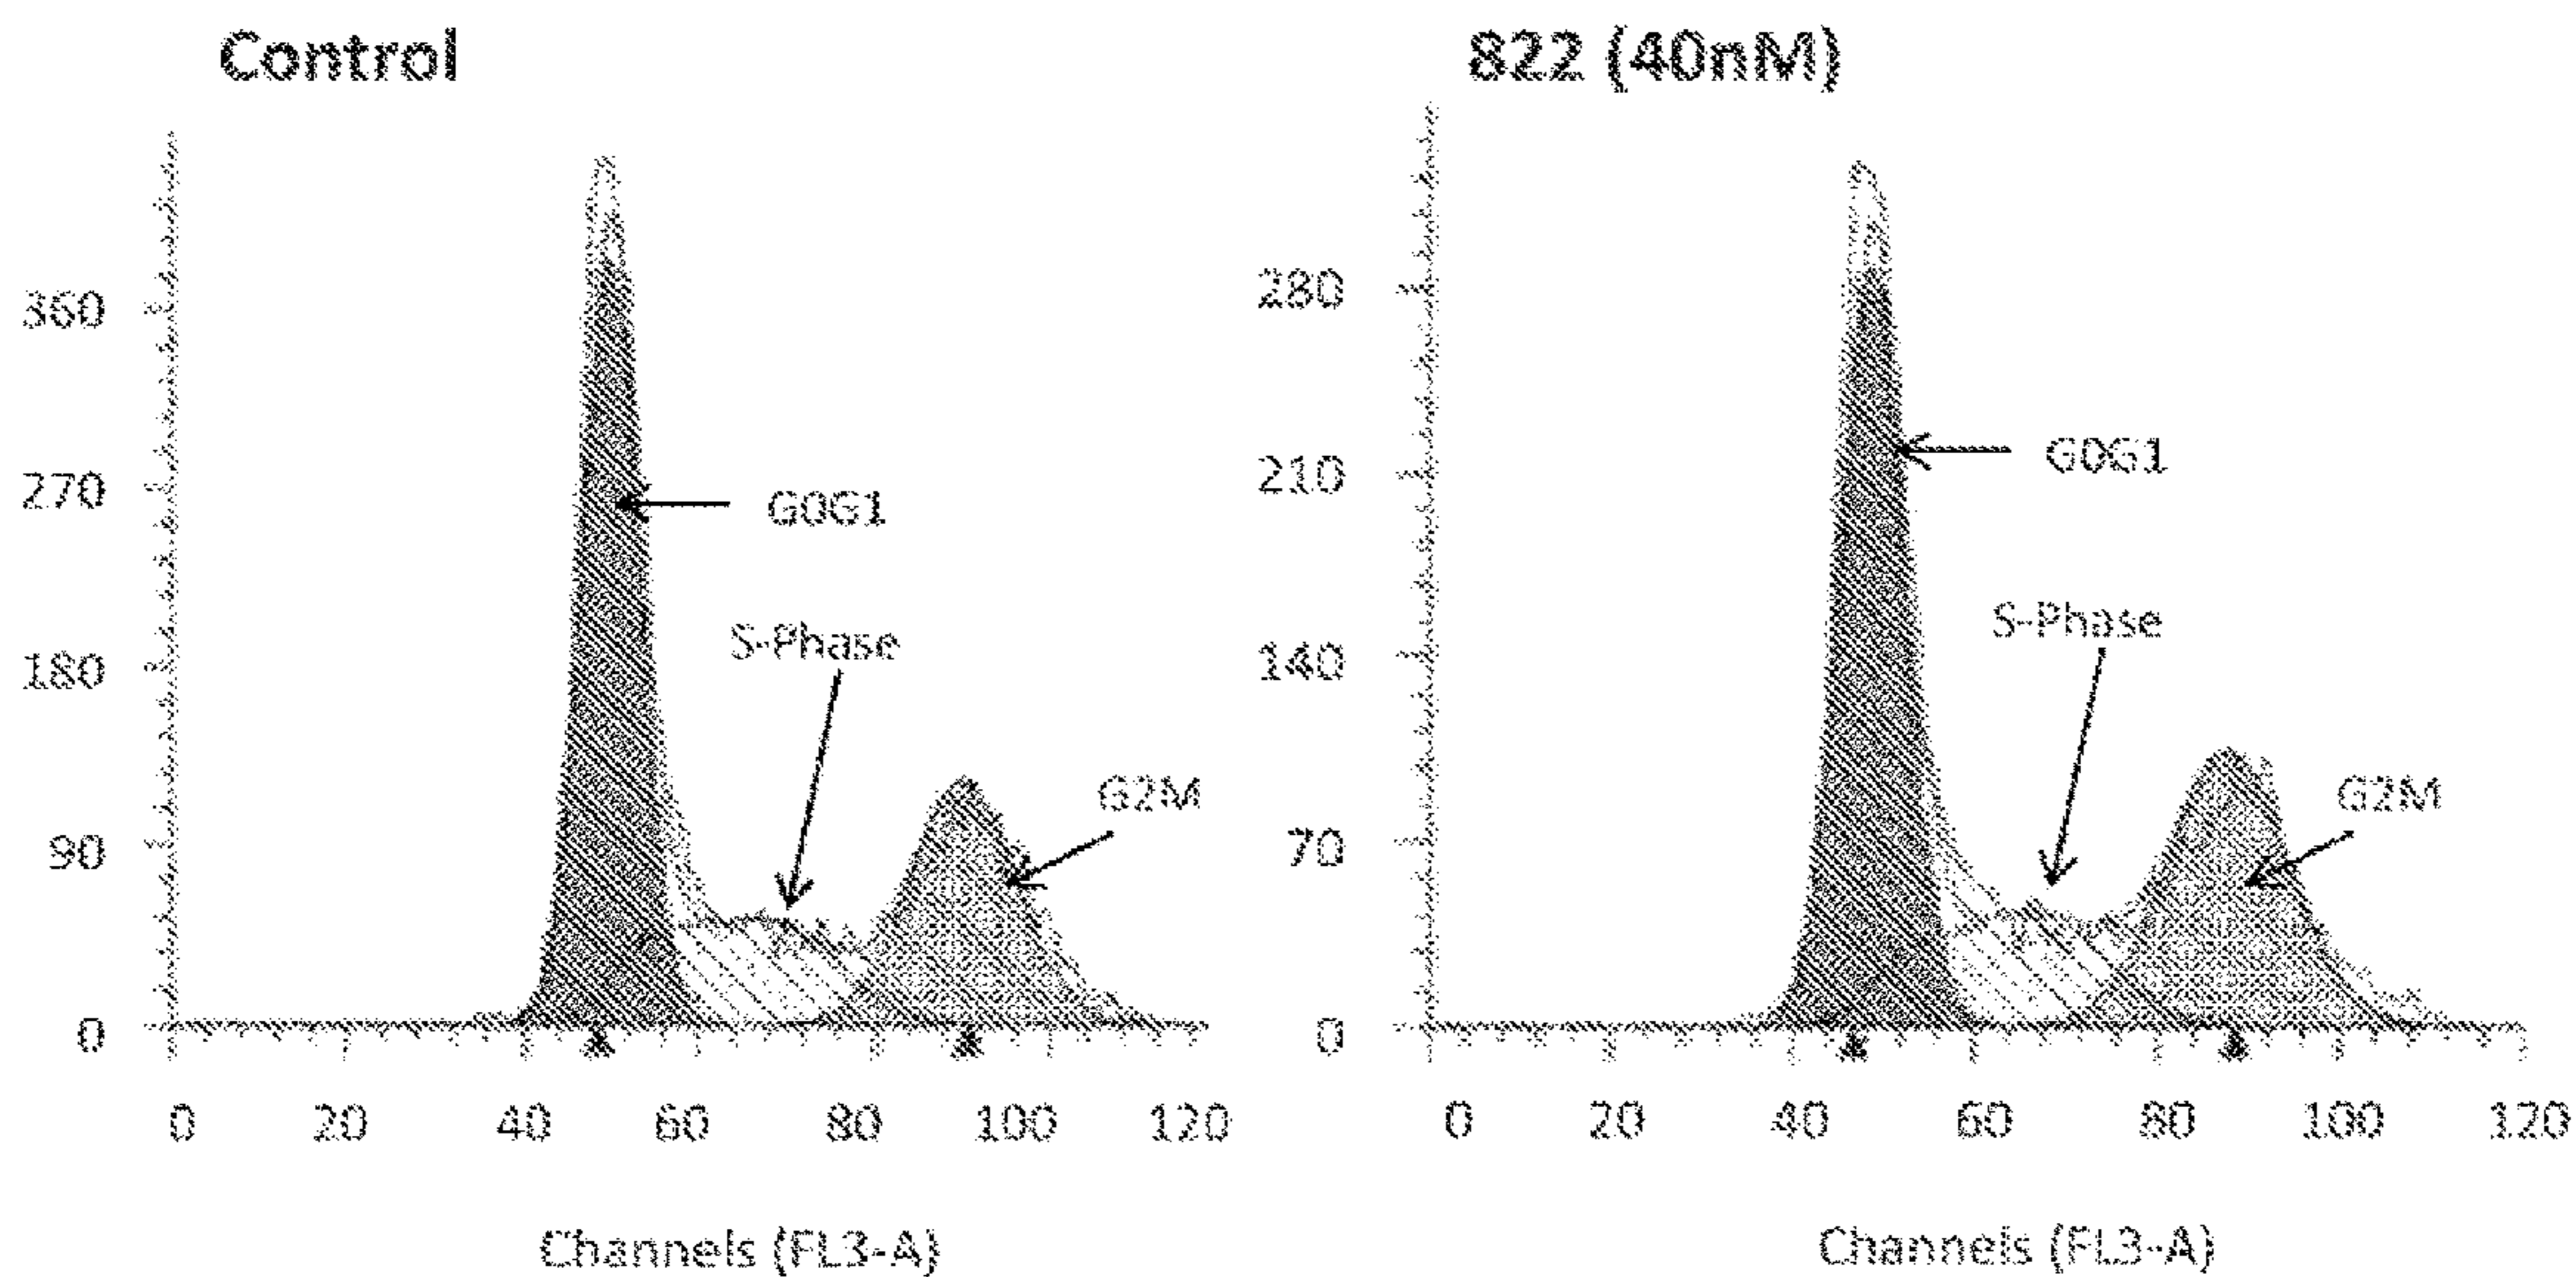 Control
360
270
180
90
0
G0G1
S-Phase
G2M
0 20 40 60 80 100 120
Channels (FL3-A)
822 (40nM)
280
210
140
70
0
G0G1
S-Phase
G2M
0 20 40 60 80 100 120
Channels (FL3-A)